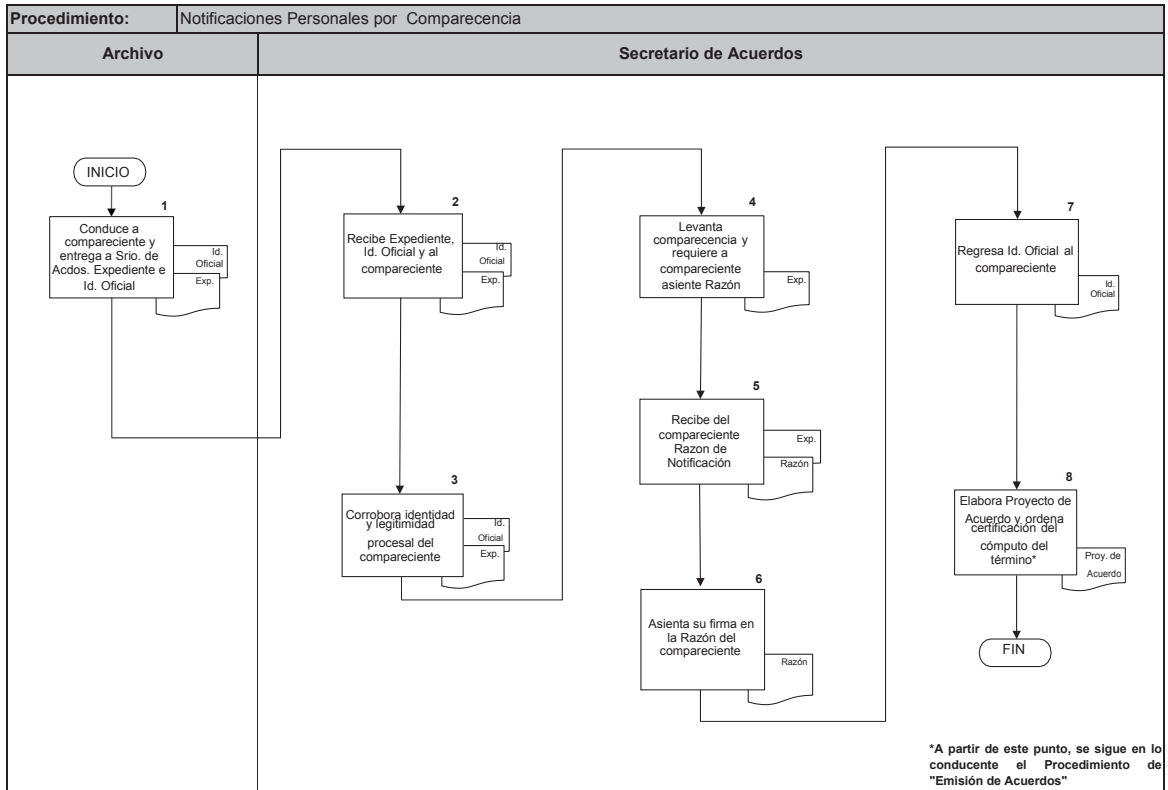 Procedimiento: Notificaciones Personales por Comparecencia
Archivo
Secretario de Acuerdos
INICIO
1
Conduce a
compareciente y
entrega a Srio. de
Acdos. Expediente e
Id. Oficial
Id.
Oficial
Exp.
2
Recibe Expediente,
Id. Oficial y al
compareciente
Id.
Oficial
Exp.
3
Corrobora identidad
y legitimidad
procesal del
compareciente
Id.
Oficial
Exp.
4
Levanta
comparecencia y
requiere a
compareciente
asiente Razón
Exp.
5
Recibe del
compareciente
Razon de
Notificación
Exp.
Razón
6
Asienta su firma en
la Razón del
compareciente
Razón
7
Regresa Id. Oficial al
compareciente
Id.
Oficial
8
Elabora Proyecto de
Acuerdo y ordena
certificación del
cómputo del
término*
Proy. de
Acuerdo
FIN
*A partir de este punto, se sigue en lo
conducente el Procedimiento de
"Emisión de Acuerdos"